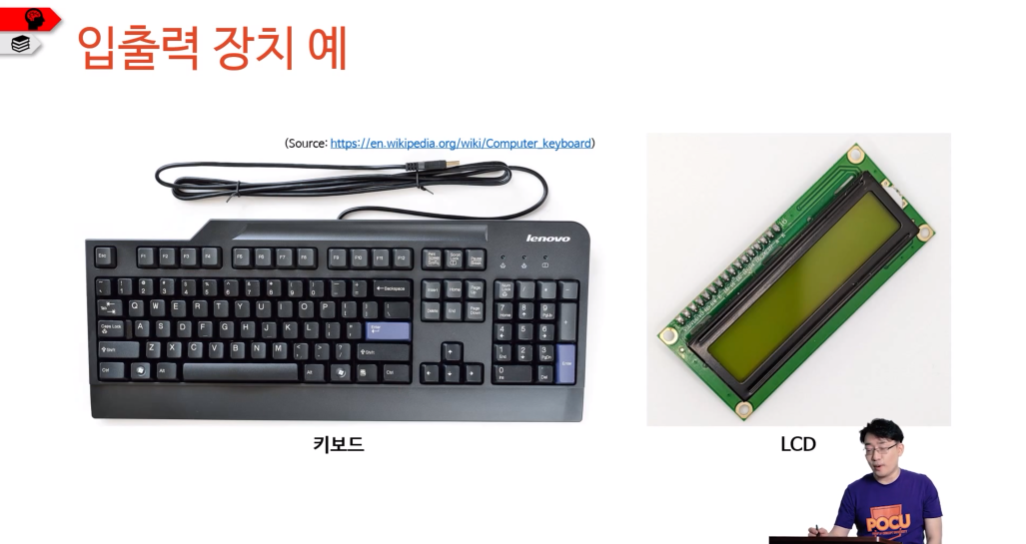 입출력 장치 예
(Source: https://en.wikipedia.org/wiki/Computer_keyboard)
lenovo
키보드
LCD
POCU